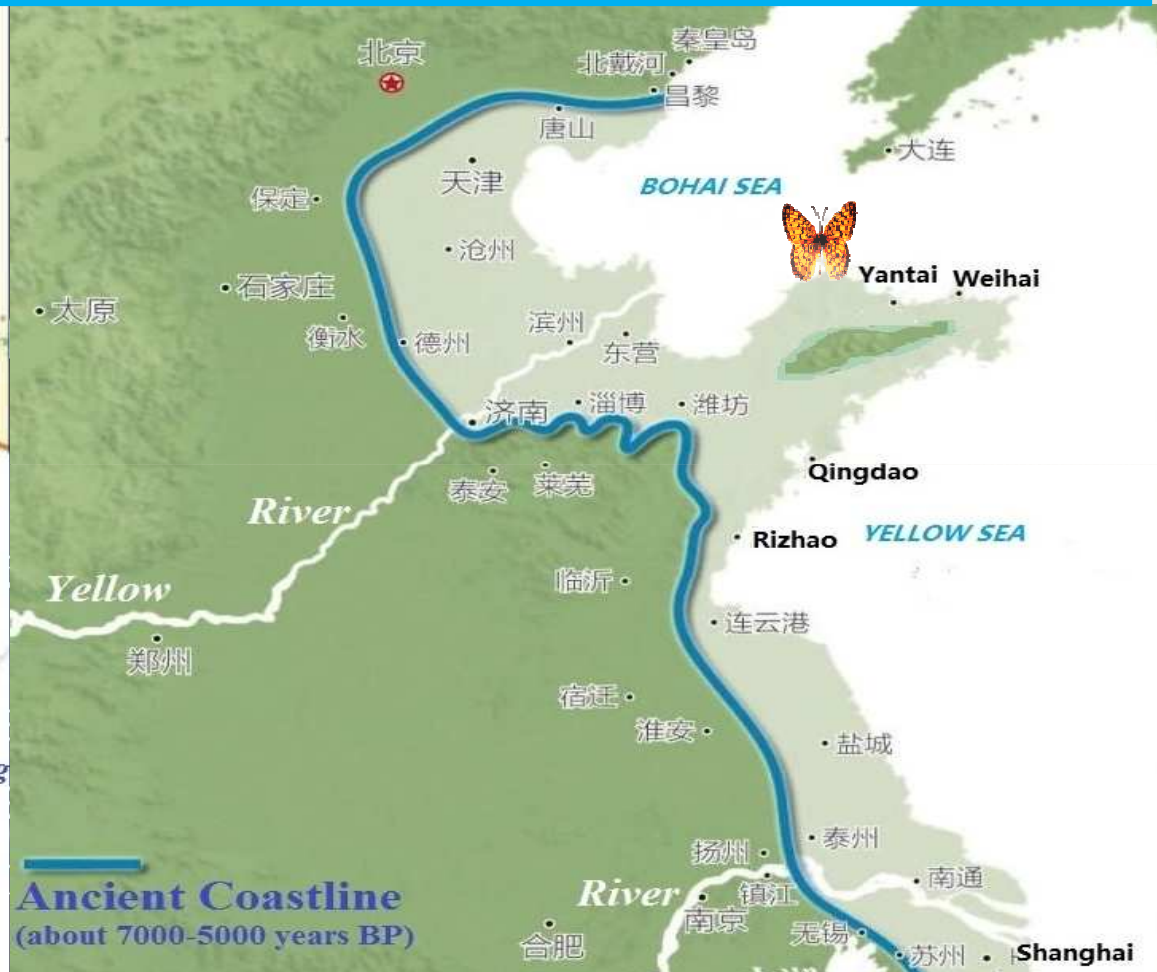 秦皇岛
北京
北戴河
昌黎
唐山
大连
天津
BOHAI SEA
保定
沧州
Yantai
Weihai
石家庄
太原
滨州
衡水
德州
东营
济南
淄博
潍坊
Qingdao
泰安
莱芜
River
Rizhao
YELLOW SEA
临沂
Yellow
连云港
郑州
宿迁
淮安
盐城
泰州
扬州
Ancient Coastline
River
镇江
南通
南京
(about 7000-5000 years BP)
无锡
合肥
苏州
Shanghai